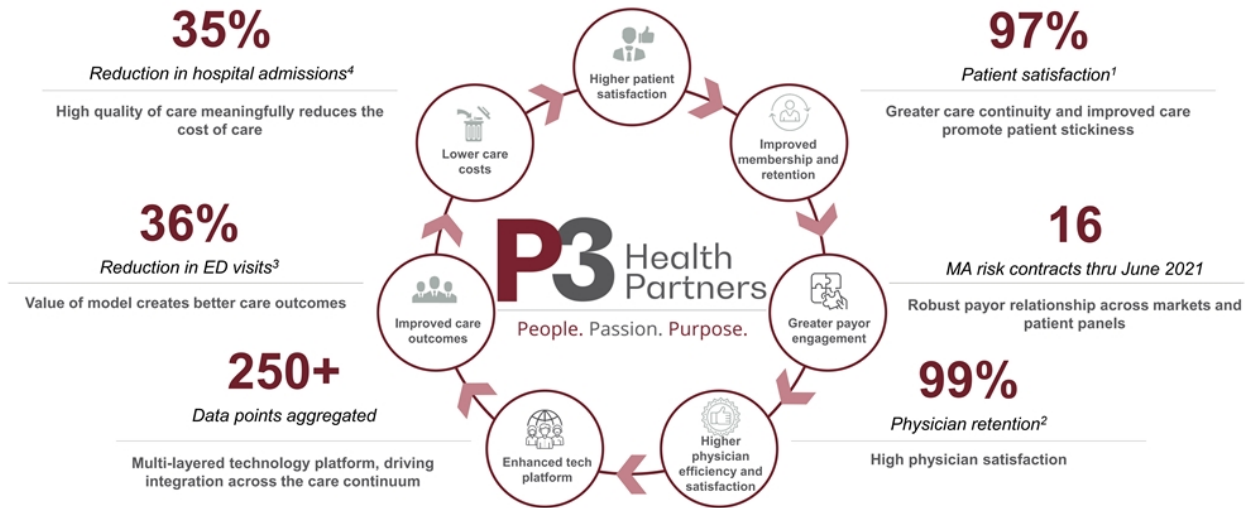 35%
Reduction in hospital admissions⁴
High quality of care meaningfully reduces the
cost of care
36%
Reduction in ED visits³
Value of model creates better care outcomes
250+
Data points aggregated
Multi-layered technology platform, driving
integration across the care continuum
Higher patient
satisfaction
Improved
membership and
retention
Greater payor
engagement
Higher
physician
efficiency and
satisfaction
Enhanced tech
platform
Improved care
outcomes
Lower care
costs
P3 Health
Partners
People. Passion. Purpose.
97%
Patient satisfaction¹
Greater care continuity and improved care
promote patient stickiness
16
MA risk contracts thru June 2021
Robust payor relationship across markets and
patient panels
99%
Physician retention²
High physician satisfaction